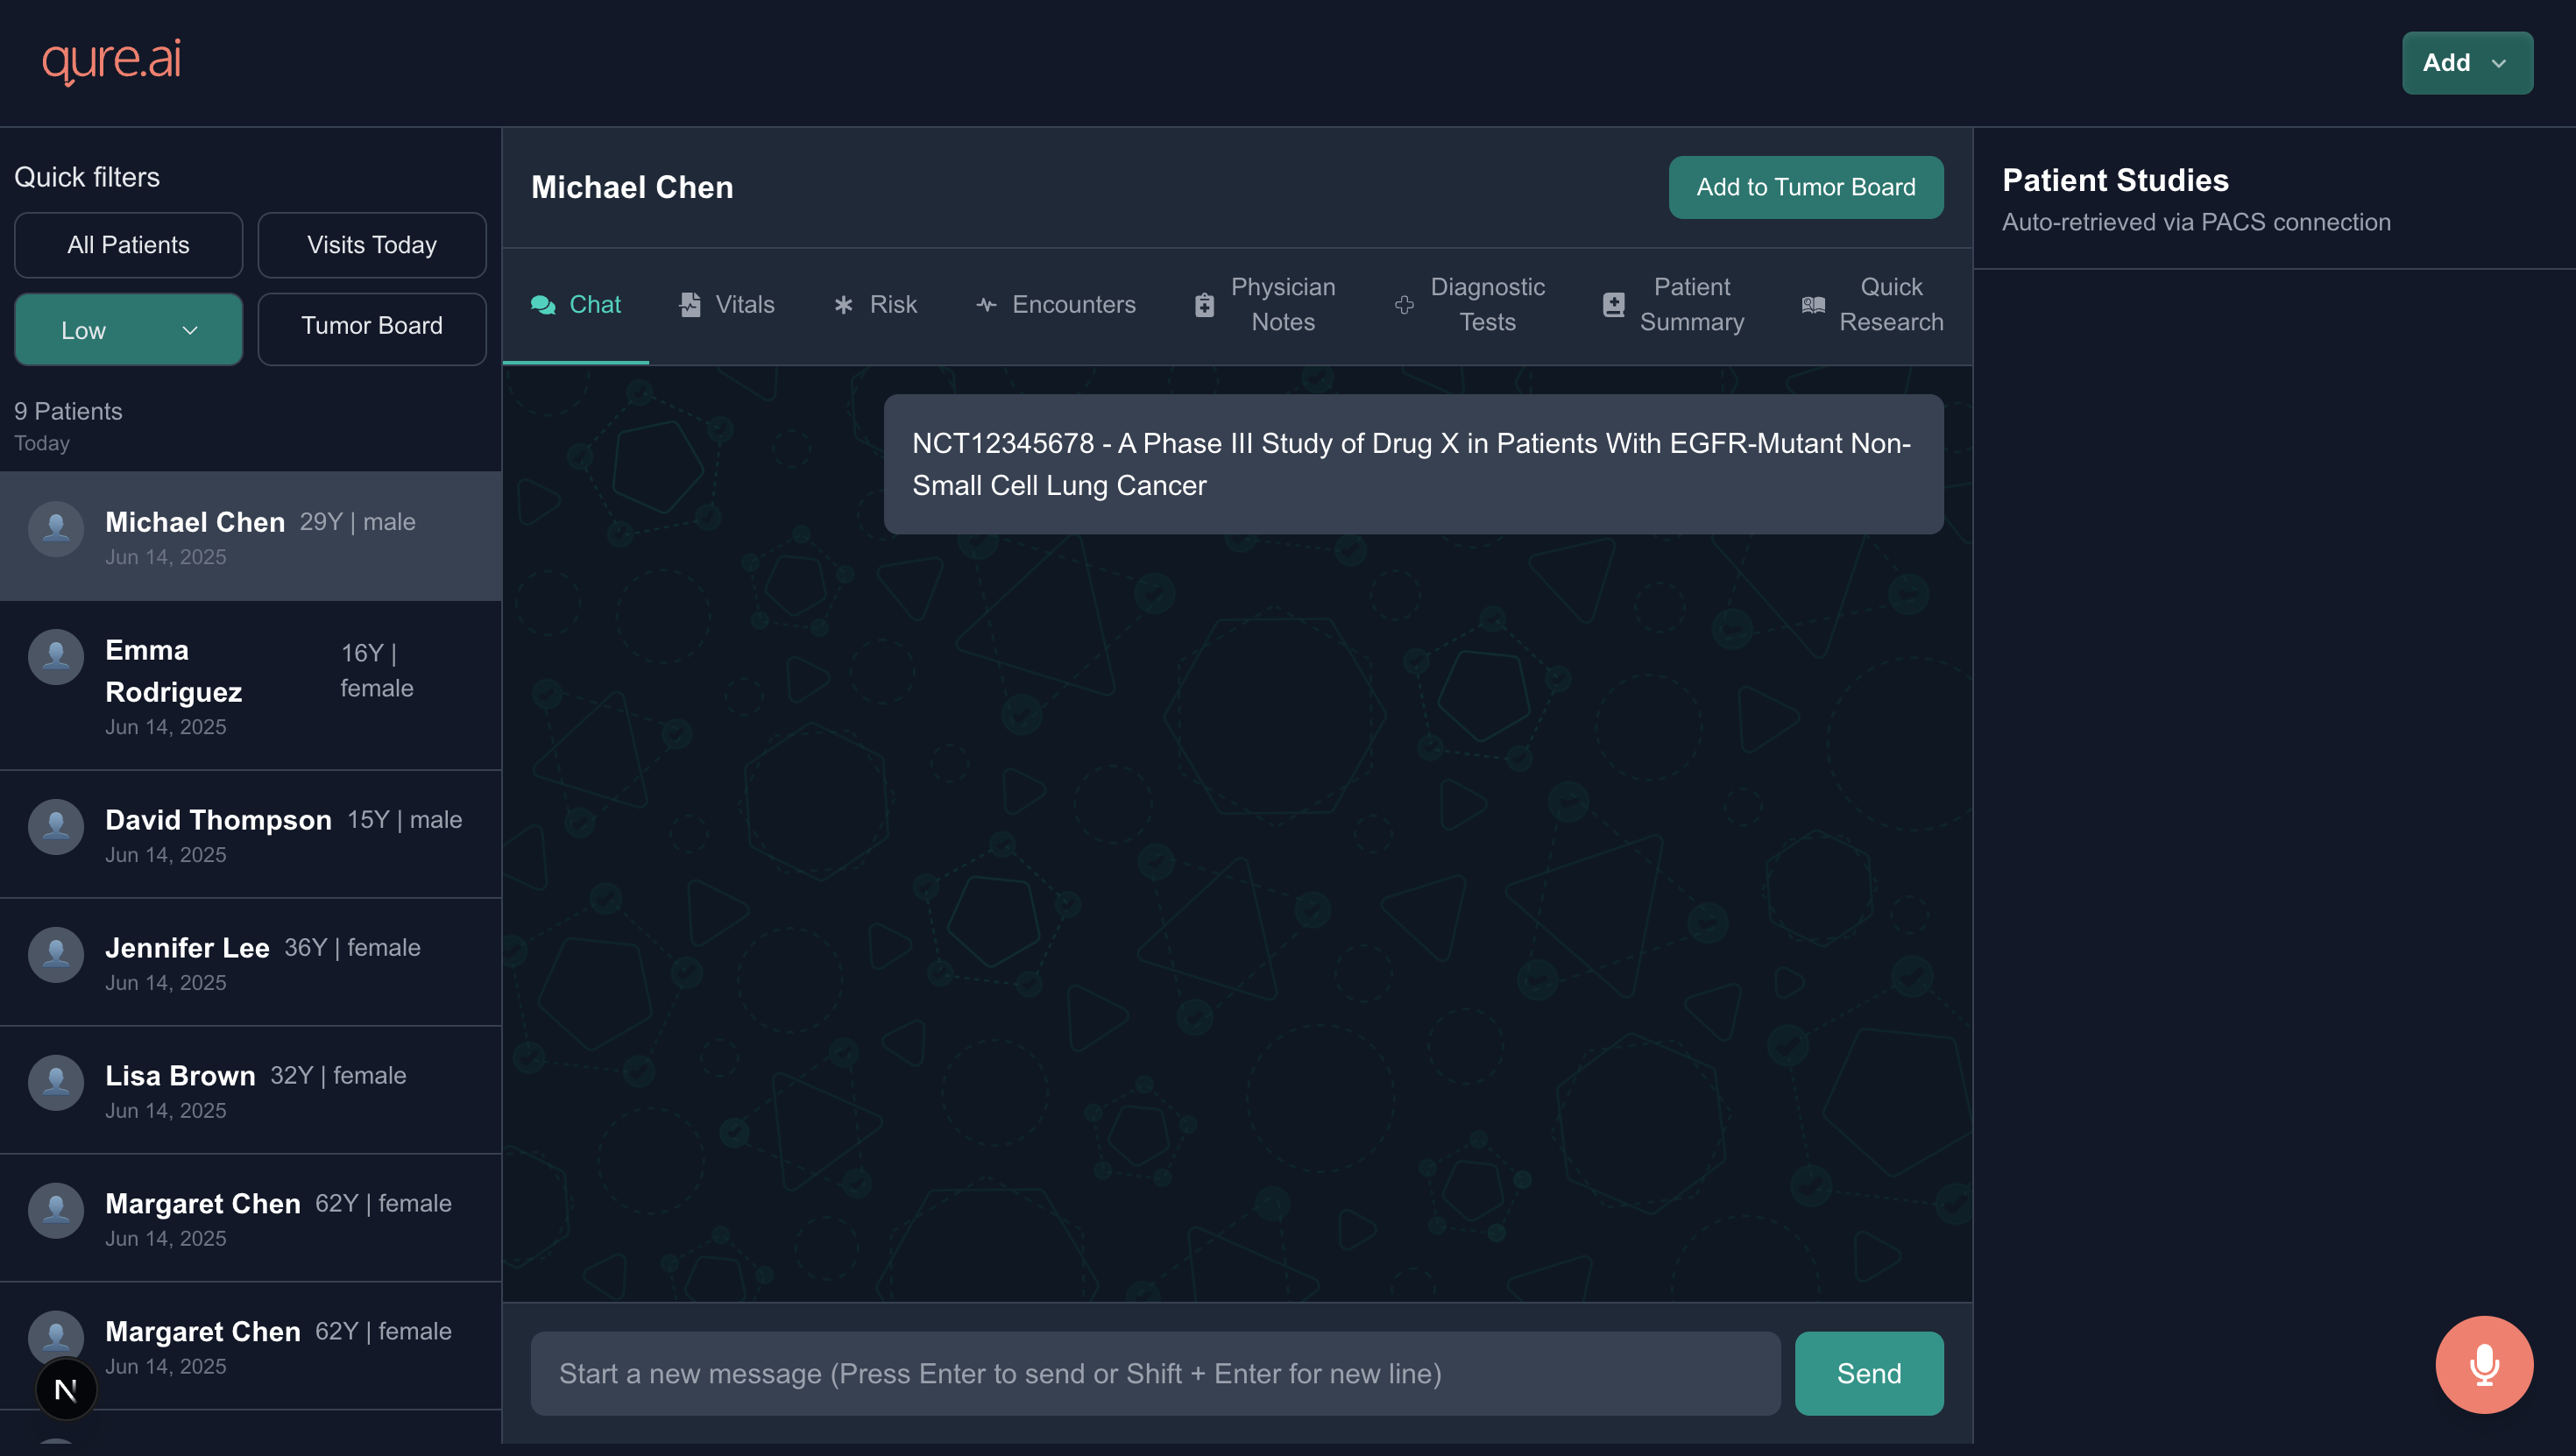 qure.ai
Add
Quick filters
All Patients
Visits Today
Low
Tumor Board
9 Patients
Today
Michael Chen 29Y | male
Jun 14, 2025
Emma
Rodriguez
16Y |
female
Jun 14, 2025
David Thompson 15Y | male
Jun 14, 2025
Jennifer Lee 36Y | female
Jun 14, 2025
Lisa Brown 32Y | female
Jun 14, 2025
Margaret Chen 62Y | female
Jun 14, 2025
Margaret Chen 62Y | female
Jun 14, 2025
N
Michael Chen
Add to Tumor Board
Chat
Vitals
Risk
Encounters
Physician
Notes
Diagnostic
Tests
Patient
Summary
Quick
Research
NCT12345678 - A Phase III Study of Drug X in Patients With EGFR-Mutant Non-
Small Cell Lung Cancer
Start a new message (Press Enter to send or Shift + Enter for new line)
Send
Patient Studies
Auto-retrieved via PACS connection